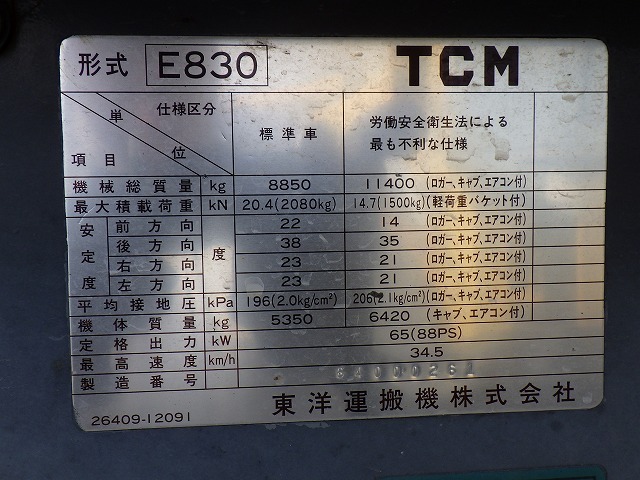 形式 E830 TCM
単位 仕様区分 項目 標準車 労働安全衛生法による
最も不利な仕様
機械総質量 kg 8850 11400 (ロガー、キャブ、エアコン付)
最大積載荷重 kN 20.4(2080kg) 14.7(1500kg) (軽荷重バケット付)
安定度 前方向 度 22 14 (ロガー、キャブ、エアコン付)
後方向 38 35 (ロガー、キャブ、エアコン付)
右方向 23 21 (ロガー、キャブ、エアコン付)
左方向 23 21 (ロガー、キャブ、エアコン付)
平均接地圧 kPa 196(2.0kg/cm²) 206(2.1kg/cm²) (ロガー、キャブ、エアコン付)
機体質量 kg 5350 6420 (キャブ、エアコン付)
定格出力 kW 65(88PS)
最高速度 km/h 34.5
製造番号
26409-12091 東洋運搬機株式会社